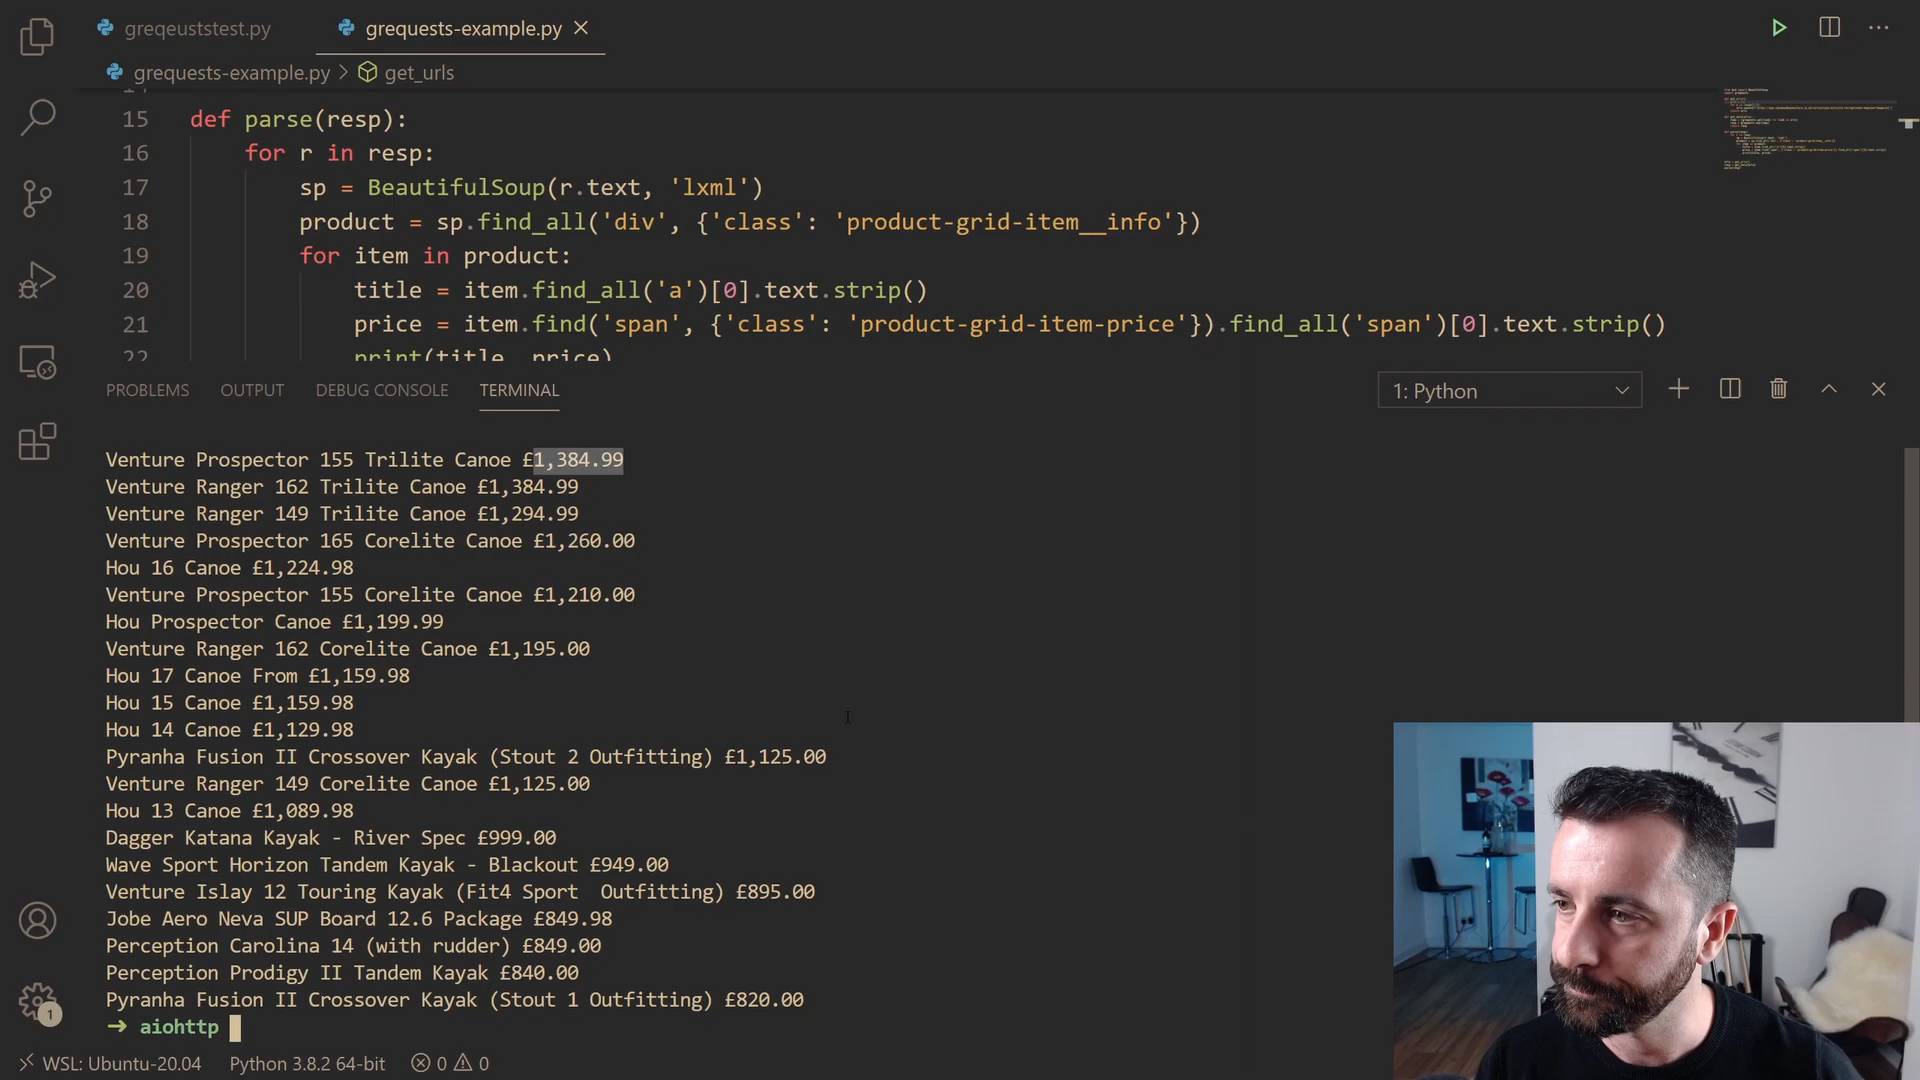 greqeuststest.py
grequests-example.py
grequests-example.py > get_urls
15 def parse(resp):
16 for r in resp:
17 sp = BeautifulSoup(r.text, 'lxml')
18 product = sp.find_all('div', {'class': 'product-grid-item__info'})
19 for item in product:
20 title = item.find_all('a')[0].text.strip()
21 price = item.find('span', {'class': 'product-grid-item-price'}).find_all('span')[0].text.strip()
22 print(title, price)
PROBLEMS OUTPUT DEBUG CONSOLE TERMINAL 1: Python
Venture Prospector 155 Trilite Canoe £1,384.99
Venture Ranger 162 Trilite Canoe £1,384.99
Venture Ranger 149 Trilite Canoe £1,294.99
Venture Prospector 165 Corelite Canoe £1,260.00
Hou 16 Canoe £1,224.98
Venture Prospector 155 Corelite Canoe £1,210.00
Hou Prospector Canoe £1,199.99
Venture Ranger 162 Corelite Canoe £1,195.00
Hou 17 Canoe From £1,159.98
Hou 15 Canoe £1,159.98
Hou 14 Canoe £1,129.98
Pyranha Fusion II Crossover Kayak (Stout 2 Outfitting) £1,125.00
Venture Ranger 149 Corelite Canoe £1,125.00
Hou 13 Canoe £1,089.98
Dagger Katana Kayak - River Spec £999.00
Wave Sport Horizon Tandem Kayak - Blackout £949.00
Venture Islay 12 Touring Kayak (Fit4 Sport  Outfitting) £895.00
Jobe Aero Neva SUP Board 12.6 Package £849.98
Perception Carolina 14 (with rudder) £849.00
Perception Prodigy II Tandem Kayak £840.00
Pyranha Fusion II Crossover Kayak (Stout 1 Outfitting) £820.00
→ aiohttp
1
WSL: Ubuntu-20.04 Python 3.8.2 64-bit 0 0